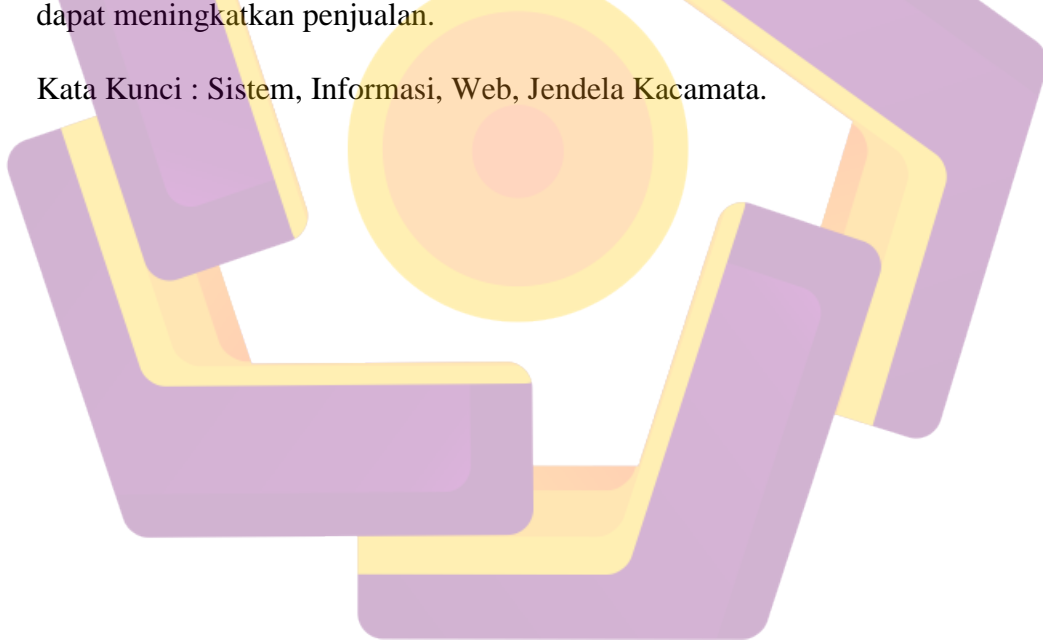 dapat meningkatkan penjualan.
Kata Kunci : Sistem, Informasi, Web, Jendela Kacamata.